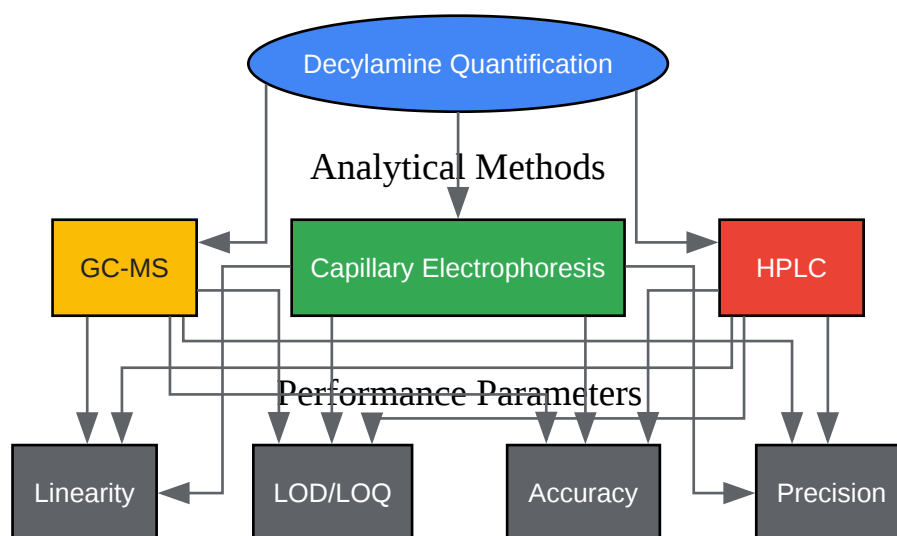 Decylamine Quantification
Analytical Methods
GC-MS
Capillary Electrophoresis
HPLC
Performance Parameters
Linearity
LOD/LOQ
Accuracy
Precision